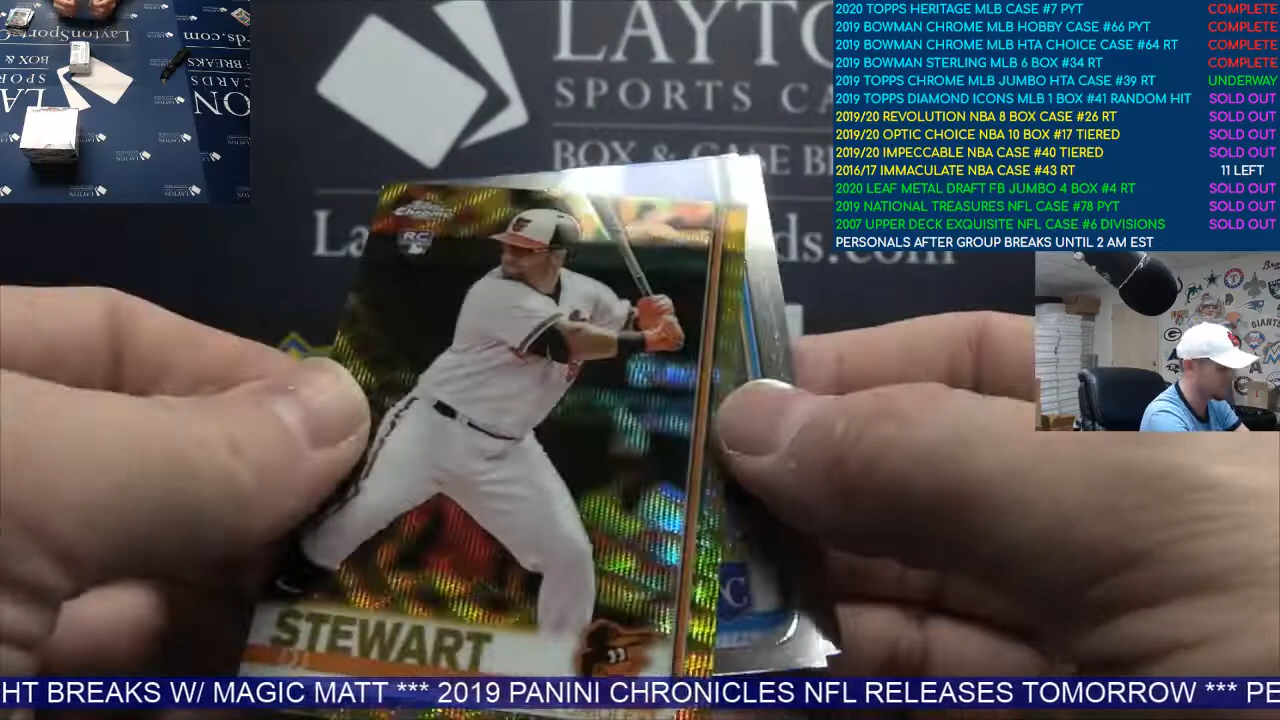 2020 TOPPS HERITAGE MLB CASE #7 PYT COMPLETE
2019 BOWMAN CHROME MLB HOBBY CASE #66 PYT COMPLETE
2019 BOWMAN CHROME MLB HTA CHOICE CASE #64 RT COMPLETE
2019 BOWMAN STERLING MLB 6 BOX #34 RT COMPLETE
2019 TOPPS CHROME MLB JUMBO HTA CASE #39 RT UNDERWAY
2019 TOPPS DIAMOND ICONS MLB 1 BOX #41 RANDOM HIT SOLD OUT
2019/20 REVOLUTION NBA 8 BOX CASE #26 RT SOLD OUT
2019/20 OPTIC CHOICE NBA 10 BOX #17 TIERED SOLD OUT
2019/20 IMPECCABLE NBA CASE #40 TIERED SOLD OUT
2016/17 IMMACULATE NBA CASE #43 RT 11 LEFT
2020 LEAF METAL DRAFT FB JUMBO 4 BOX #4 RT SOLD OUT
2019 NATIONAL TREASURES NFL CASE #78 PYT SOLD OUT
2007 UPPER DECK EXQUISITE NFL CASE #6 DIVISIONS SOLD OUT
PERSONALS AFTER GROUP BREAKS UNTIL 2 AM EST
LAYTO
SPORTS CA
BOX & CASE BR
La
ds.com
Chrome
RC
STEWART
DJ
KC
HT BREAKS W/ MAGIC MATT *** 2019 PANINI CHRONICLES NFL RELEASES TOMORROW *** PE